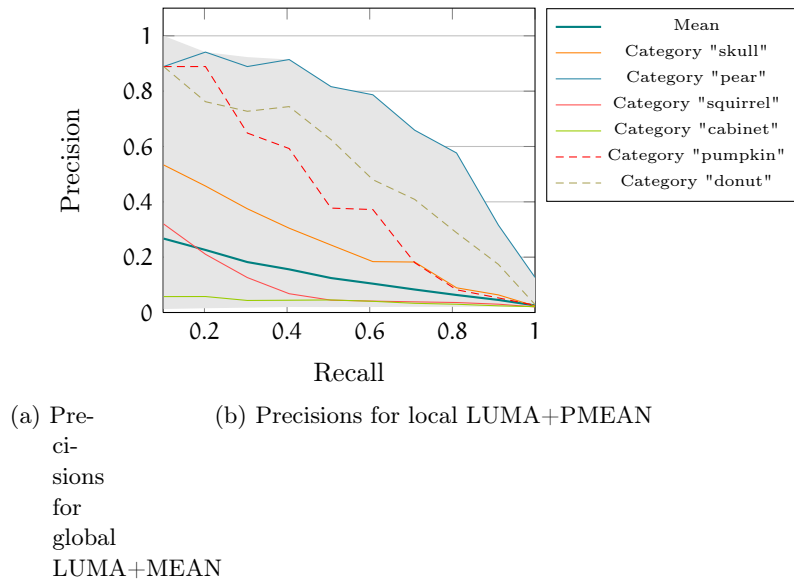 1
0.8
0.6
0.4
0.2
0
Precision
0.2
0.4
0.6
0.8
1
Recall
Mean
Category "skull"
Category "pear"
Category "squirrel"
Category "cabinet"
Category "pumpkin"
Category "donut"
(a) Pre-
ci-
sions
for
global
LUMA+MEAN
(b) Precisions for local LUMA+PMEAN